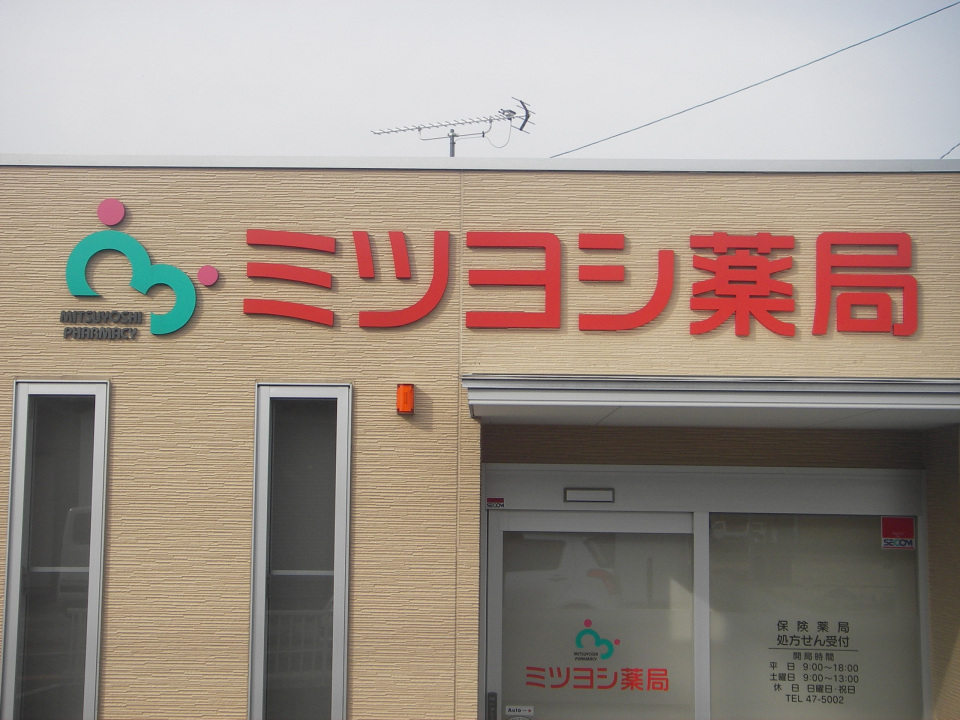 MITSUYOSHI
PHARMACY
ミツヨシ薬局
SECOM
SECOM
保険薬局
処方せん受付
開局時間
平 日 9:00～18:00
土曜日 9:00～13:00
休 日 日曜日・祝日
TEL 47-5002
MITSUYOSHI
PHARMACY
ミツヨシ薬局
Auto